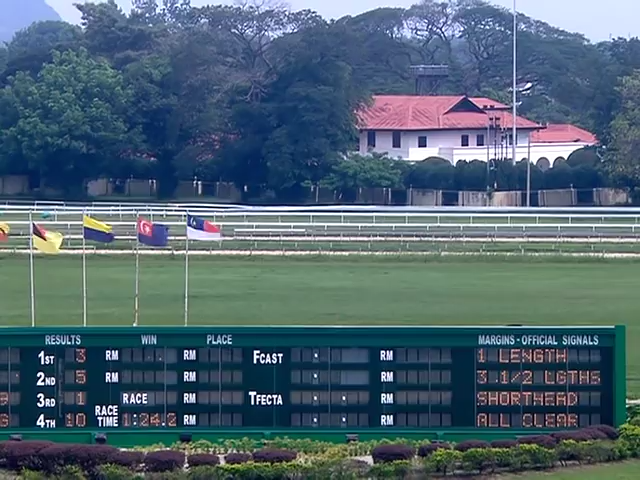 RESULTS WIN PLACE MARGINS - OFFICIAL SIGNALS
1ST 3 RM RM FCAST RM 1 LENGTH
2ND 5 RM RM RM 3 1/2 LGTHS
3RD 1 RACE RM TFECTA RM SHORTHEAD
4TH 10 RACE TIME 1:24.2 RM RM ALL CLEAR